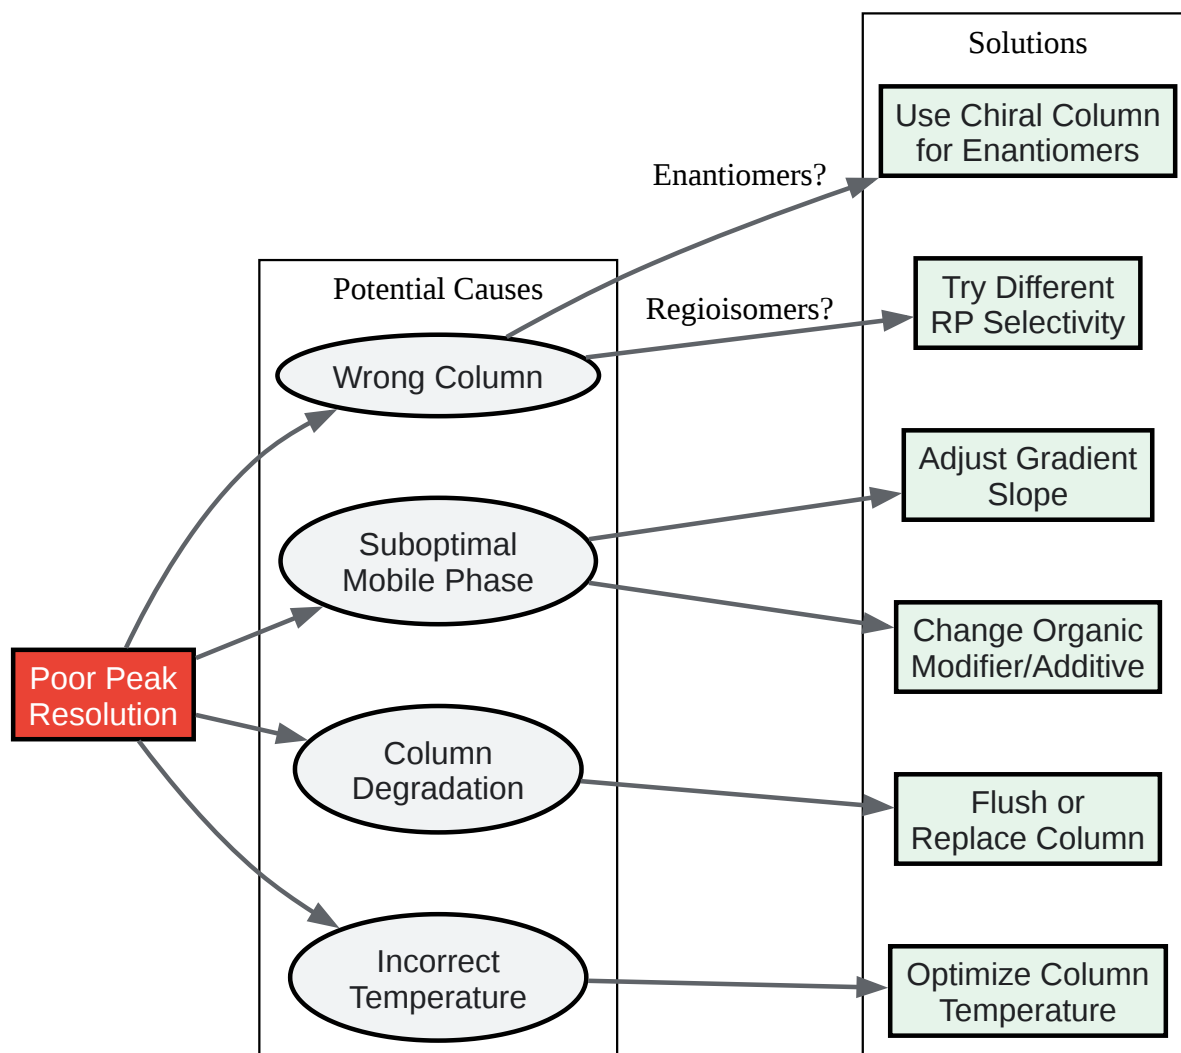 Solutions
Use Chiral Column
for Enantiomers
Enantiomers?
Try Different
RP Selectivity
Regioisomers?
Potential Causes
Wrong Column
Adjust Gradient
Slope
Suboptimal
Mobile Phase
Change Organic
Modifier/Additive
Poor Peak
Resolution
Column
Degradation
Flush or
Replace Column
Incorrect
Temperature
Optimize Column
Temperature